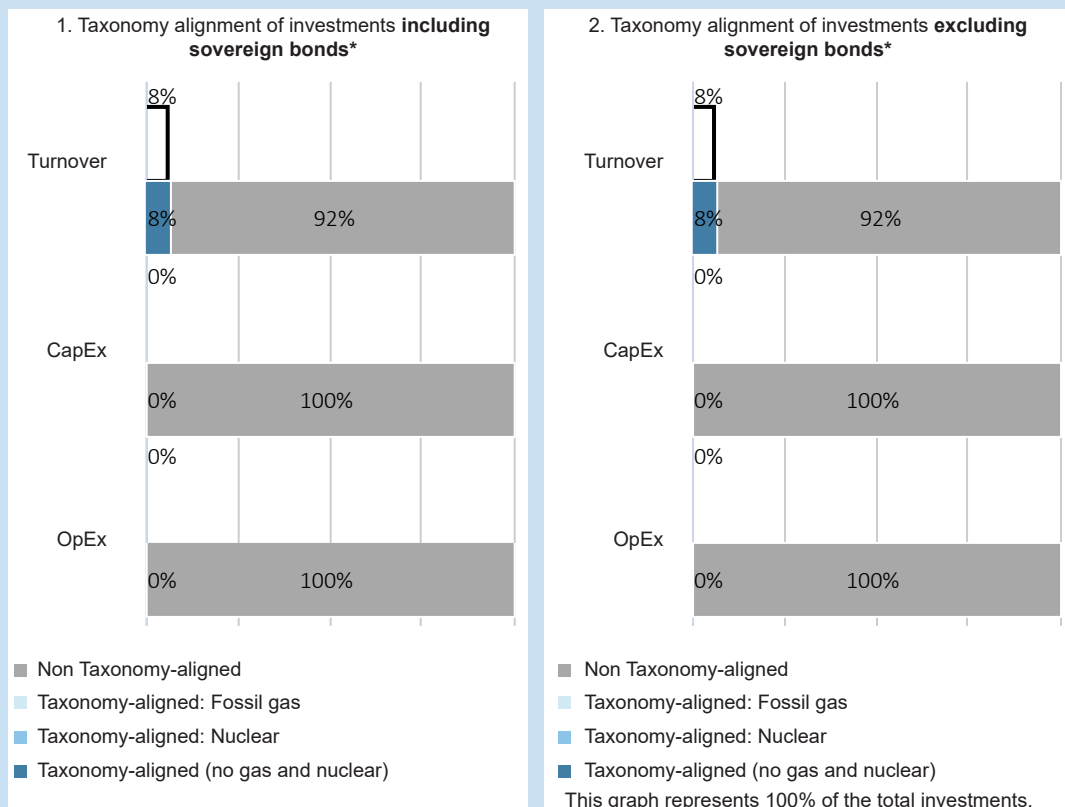 1. Taxonomy alignment of investments including
sovereign bonds*
8%
Turnover
8% 92%
0%
CapEx
0% 100%
0%
OpEx
0% 100%
Non Taxonomy-aligned
Taxonomy-aligned: Fossil gas
Taxonomy-aligned: Nuclear
Taxonomy-aligned (no gas and nuclear)
2. Taxonomy alignment of investments excluding
sovereign bonds*
8%
Turnover
8% 92%
0%
CapEx
0% 100%
0%
OpEx
0% 100%
Non Taxonomy-aligned
Taxonomy-aligned: Fossil gas
Taxonomy-aligned: Nuclear
Taxonomy-aligned (no gas and nuclear)
This graph represents 100% of the total investments.